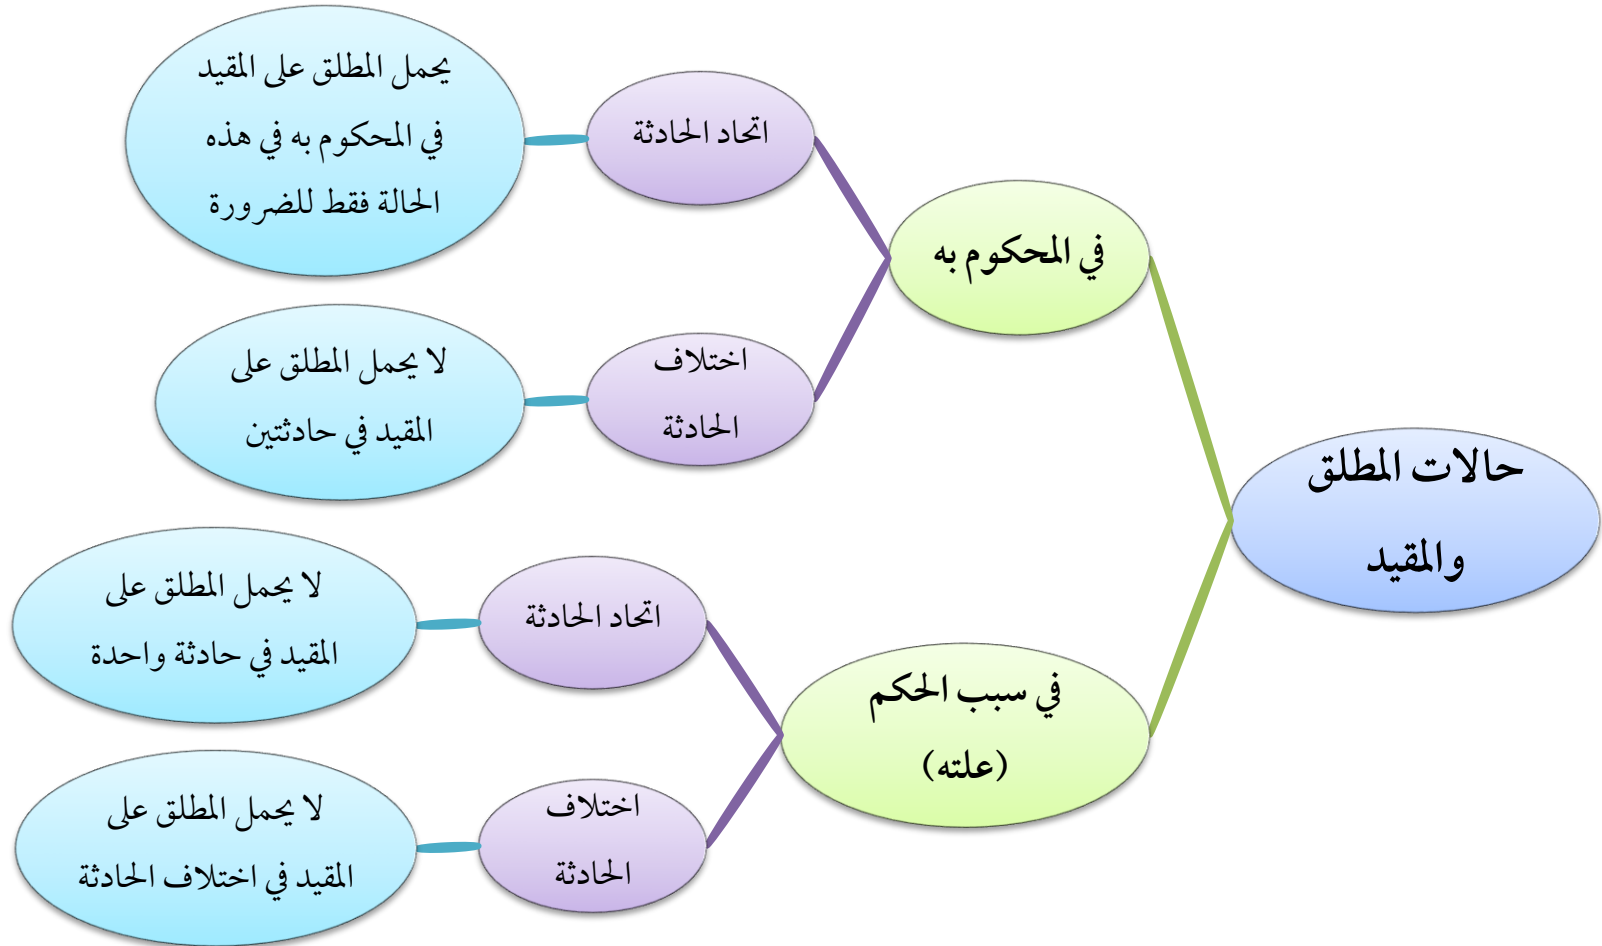 حالات المطلق
والمقيد
في المحكوم به
اتحاد الحادثة
يحمل المطلق على المقيد
في المحكوم به في هذه
الحالة فقط للضرورة
اختلاف
الحادثة
لا يحمل المطلق على
المقيد في حادثتين
في سبب الحكم
(علته)
اتحاد الحادثة
لا يحمل المطلق على
المقيد في حادثة واحدة
اختلاف
الحادثة
لا يحمل المطلق على
المقيد في اختلاف الحادثة